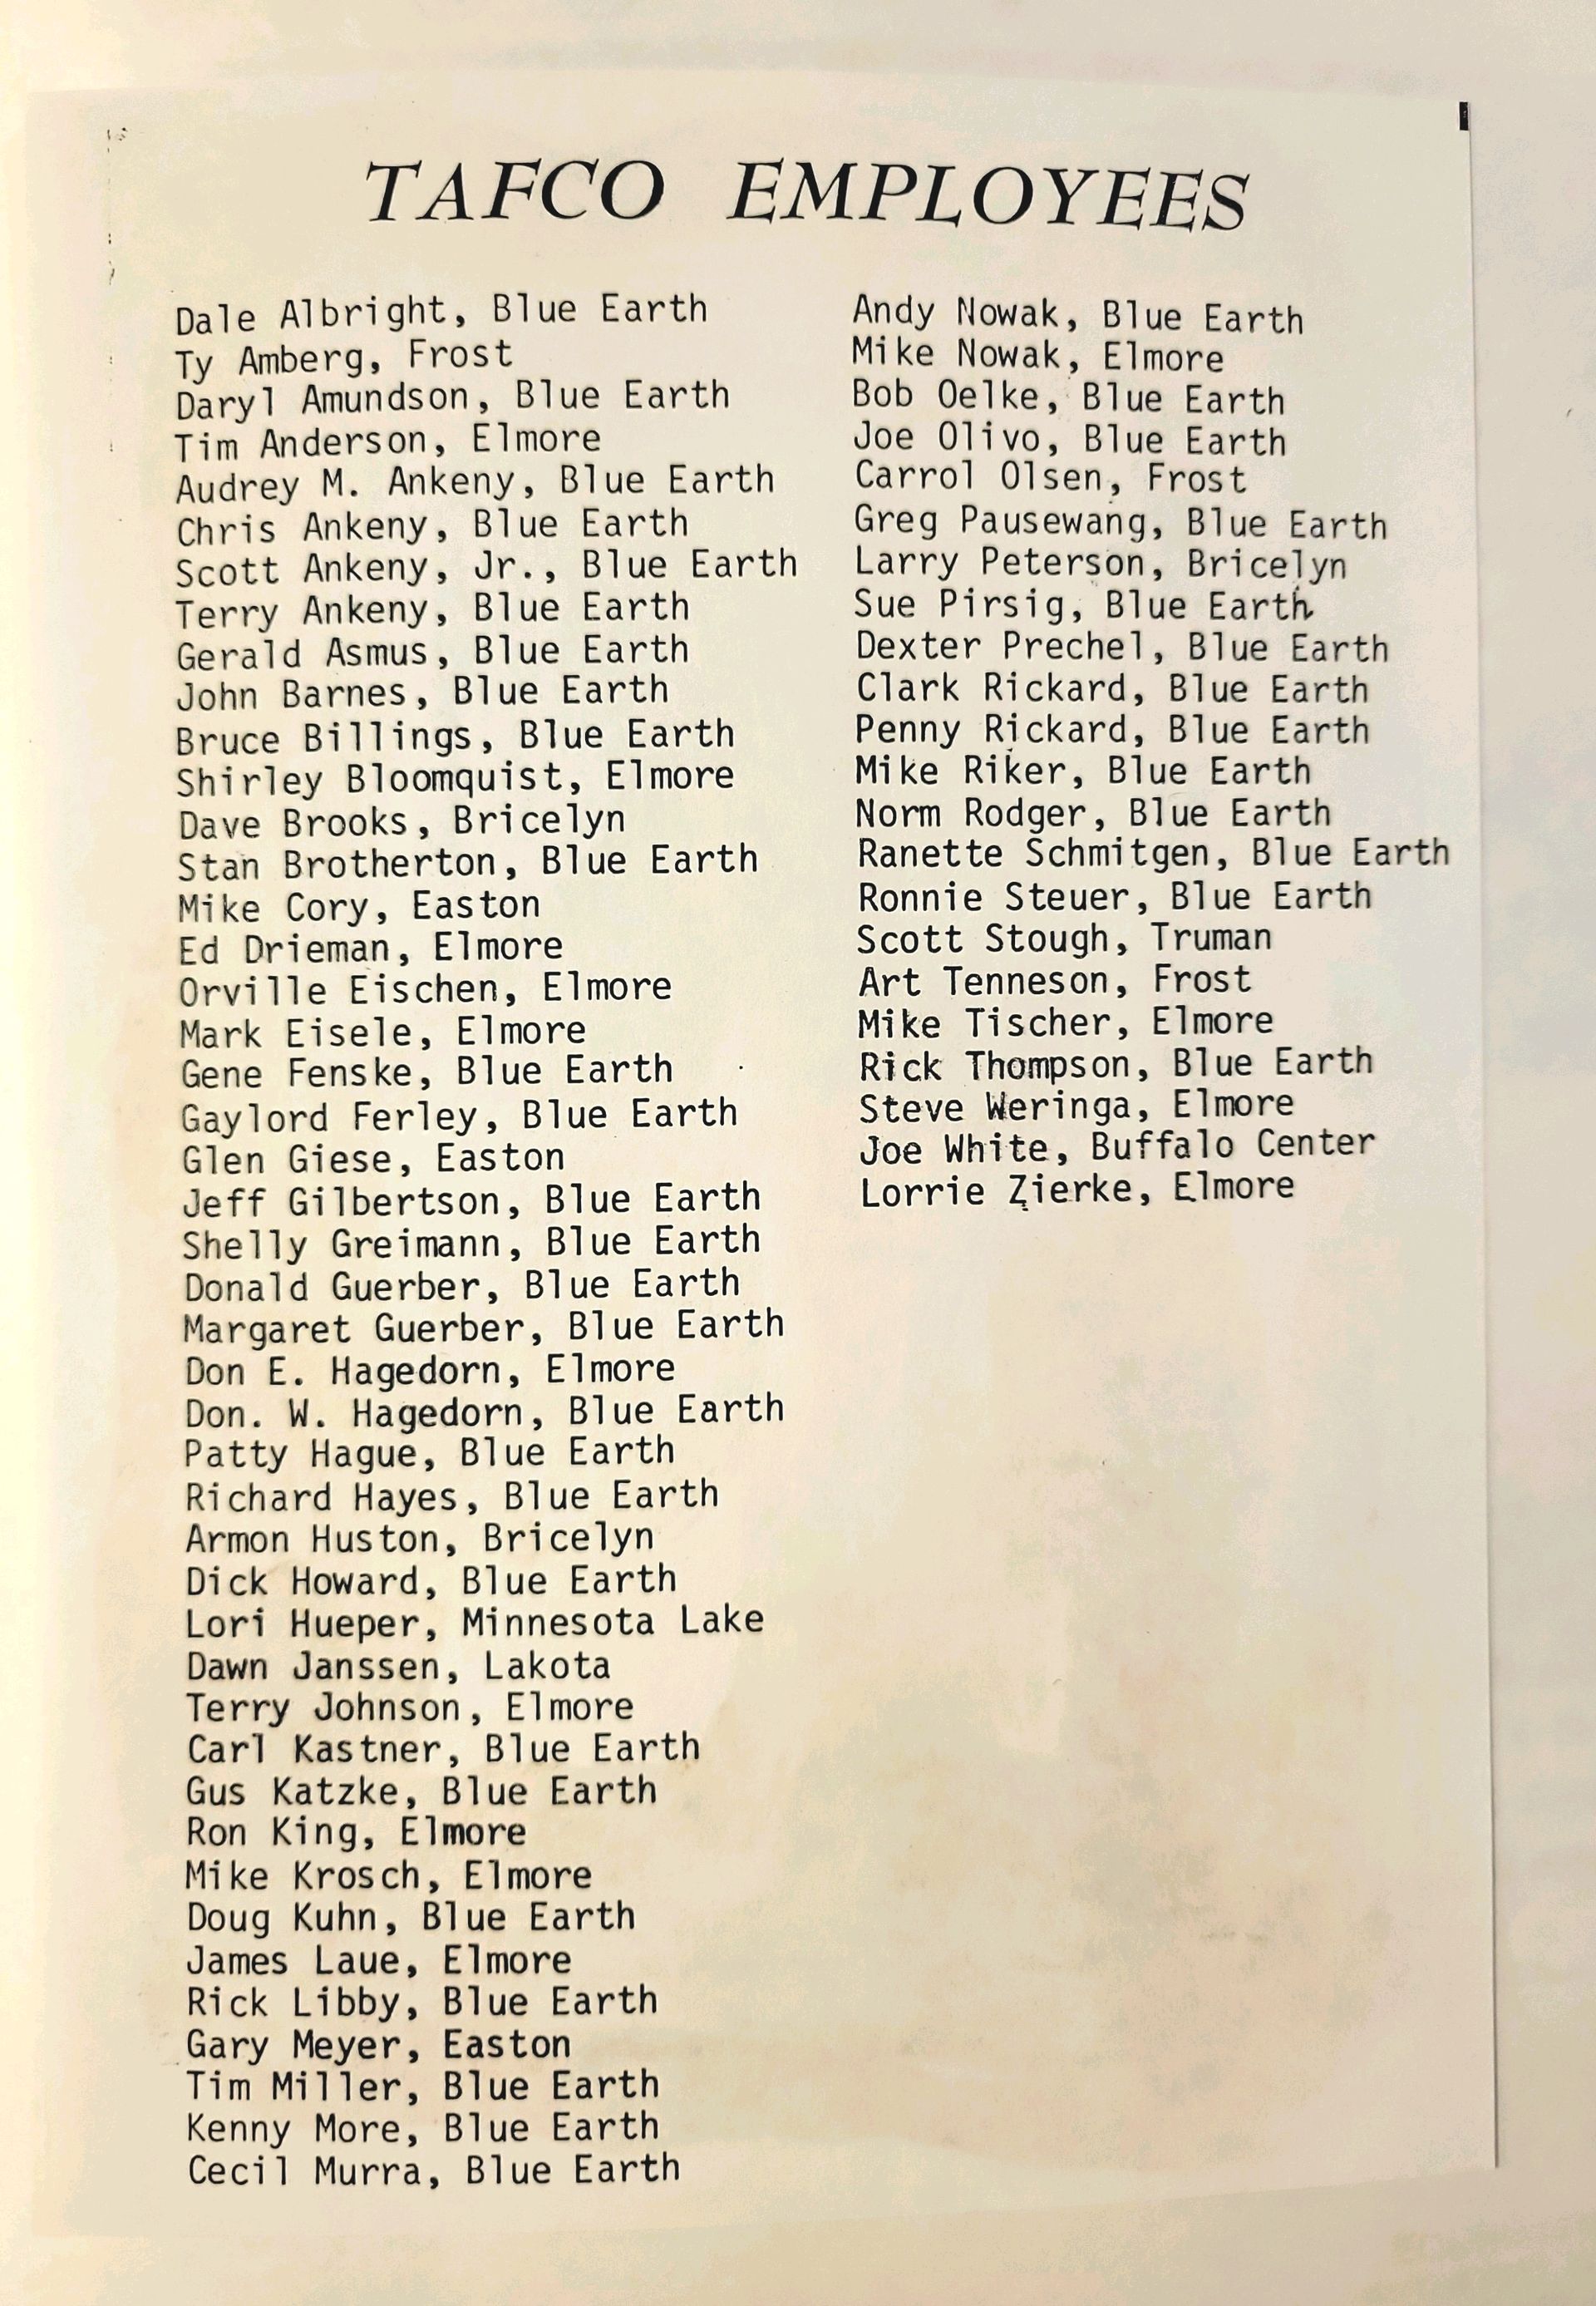 TAFCO EMPLOYEES
Dale Albright, Blue Earth
Ty Amberg, Frost
Daryl Amundson, Blue Earth
Tim Anderson, Elmore
Audrey M. Ankeny, Blue Earth
Chris Ankeny, Blue Earth
Scott Ankeny, Jr., Blue Earth
Terry Ankeny, Blue Earth
Gerald Asmus, Blue Earth
John Barnes, Blue Earth
Bruce Billings, Blue Earth
Shirley Bloomquist, Elmore
Dave Brooks, Bricelyn
Stan Brotherton, Blue Earth
Mike Cory, Easton
Ed Drieman, Elmore
Orville Eischen, Elmore
Mark Eisele, Elmore
Gene Fenske, Blue Earth
Gaylord Ferley, Blue Earth
Glen Giese, Easton
Jeff Gilbertson, Blue Earth
Shelly Greimann, Blue Earth
Donald Guerber, Blue Earth
Margaret Guerber, Blue Earth
Don E. Hagedorn, Elmore
Don. W. Hagedorn, Blue Earth
Patty Hague, Blue Earth
Richard Hayes, Blue Earth
Armon Huston, Bricelyn
Dick Howard, Blue Earth
Lori Hueper, Minnesota Lake
Dawn Janssen, Lakota
Terry Johnson, Elmore
Carl Kastner, Blue Earth
Gus Katzke, Blue Earth
Ron King, Elmore
Mike Krosch, Elmore
Doug Kuhn, Blue Earth
James Laue, Elmore
Rick Libby, Blue Earth
Gary Meyer, Easton
Tim Miller, Blue Earth
Kenny More, Blue Earth
Cecil Murra, Blue Earth
Andy Nowak, Blue Earth
Mike Nowak, Elmore
Bob Oelke, Blue Earth
Joe Olivo, Blue Earth
Carrol Olsen, Frost
Greg Pausewang, Blue Earth
Larry Peterson, Bricelyn
Sue Pirsig, Blue Earth
Dexter Prechel, Blue Earth
Clark Rickard, Blue Earth
Penny Rickard, Blue Earth
Mike Riker, Blue Earth
Norm Rodger, Blue Earth
Ranette Schmitgen, Blue Earth
Ronnie Steuer, Blue Earth
Scott Stough, Truman
Art Tenneson, Frost
Mike Tischer, Elmore
Rick Thompson, Blue Earth
Steve Weringa, Elmore
Joe White, Buffalo Center
Lorrie Zierke, Elmore